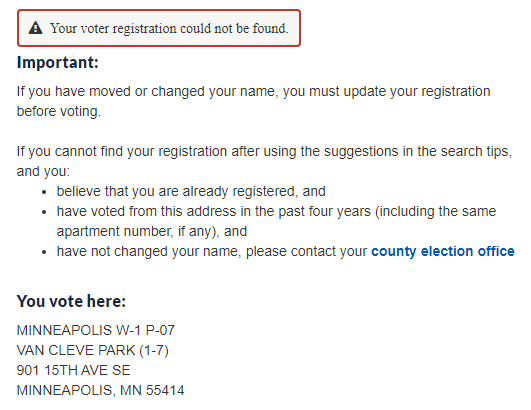 Your voter registration could not be found.
Important:
If you have moved or changed your name, you must update your registration
before voting.
If you cannot find your registration after using the suggestions in the search tips,
and you:
• believe that you are already registered, and
• have voted from this address in the past four years (including the same
apartment number, if any), and
• have not changed your name, please contact your county election office
You vote here:
MINNEAPOLIS W-1 P-07
VAN CLEVE PARK (1-7)
901 15TH AVE SE
MINNEAPOLIS, MN 55414